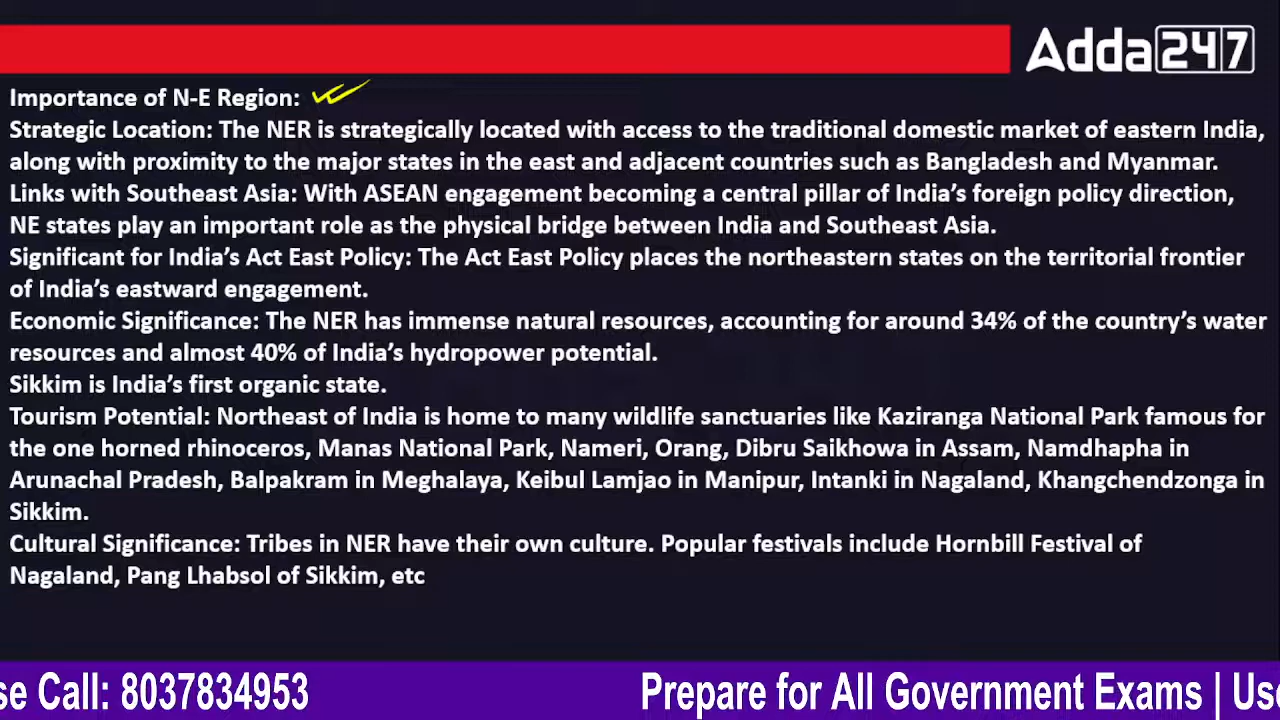 Adda247
Importance of N-E Region:
Strategic Location: The NER is strategically located with access to the traditional domestic market of eastern India,
along with proximity to the major states in the east and adjacent countries such as Bangladesh and Myanmar.
Links with Southeast Asia: With ASEAN engagement becoming a central pillar of India’s foreign policy direction,
NE states play an important role as the physical bridge between India and Southeast Asia.
Significant for India’s Act East Policy: The Act East Policy places the northeastern states on the territorial frontier
of India’s eastward engagement.
Economic Significance: The NER has immense natural resources, accounting for around 34% of the country’s water
resources and almost 40% of India’s hydropower potential.
Sikkim is India’s first organic state.
Tourism Potential: Northeast of India is home to many wildlife sanctuaries like Kaziranga National Park famous for
the one horned rhinoceros, Manas National Park, Nameri, Orang, Dibru Saikhowa in Assam, Namdhapha in
Arunachal Pradesh, Balpakram in Meghalaya, Keibul Lamjao in Manipur, Intanki in Nagaland, Khangchendzonga in
Sikkim.
Cultural Significance: Tribes in NER have their own culture. Popular festivals include Hornbill Festival of
Nagaland, Pang Lhabsol of Sikkim, etc
se Call: 8037834953 Prepare for All Government Exams | Use